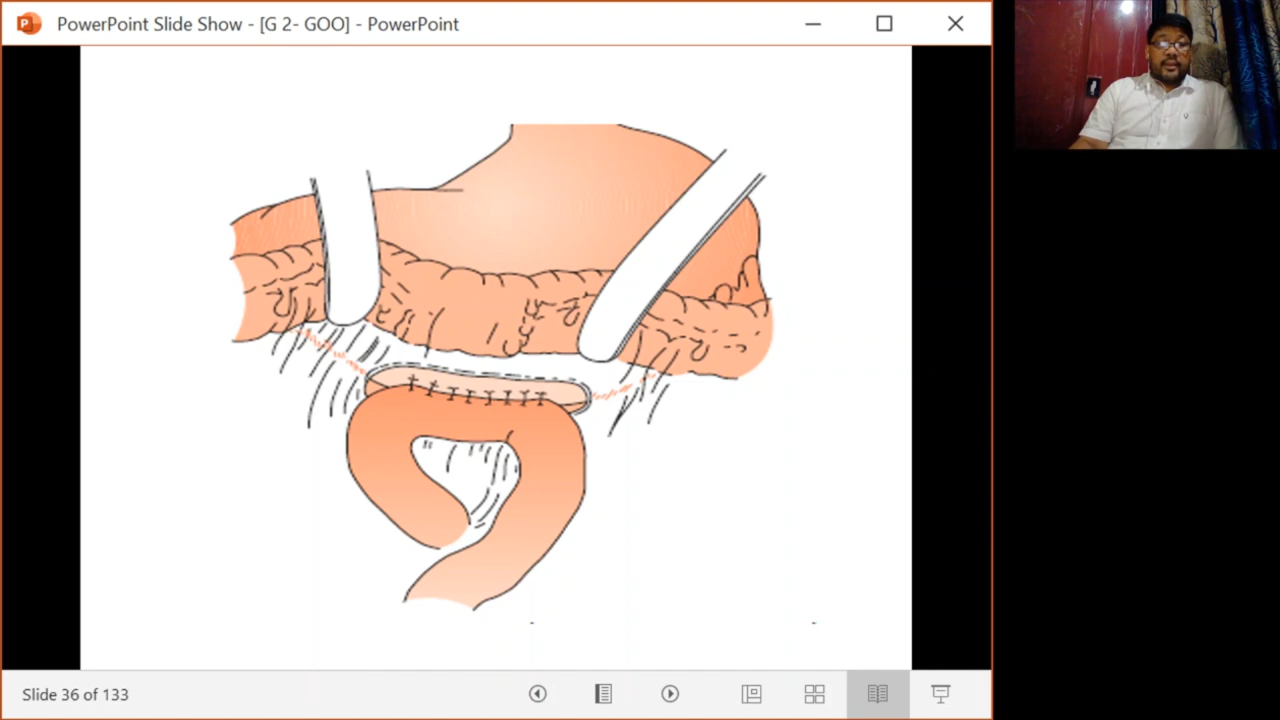 PowerPoint Slide Show - [G 2- GOO] - PowerPoint
Slide 36 of 133